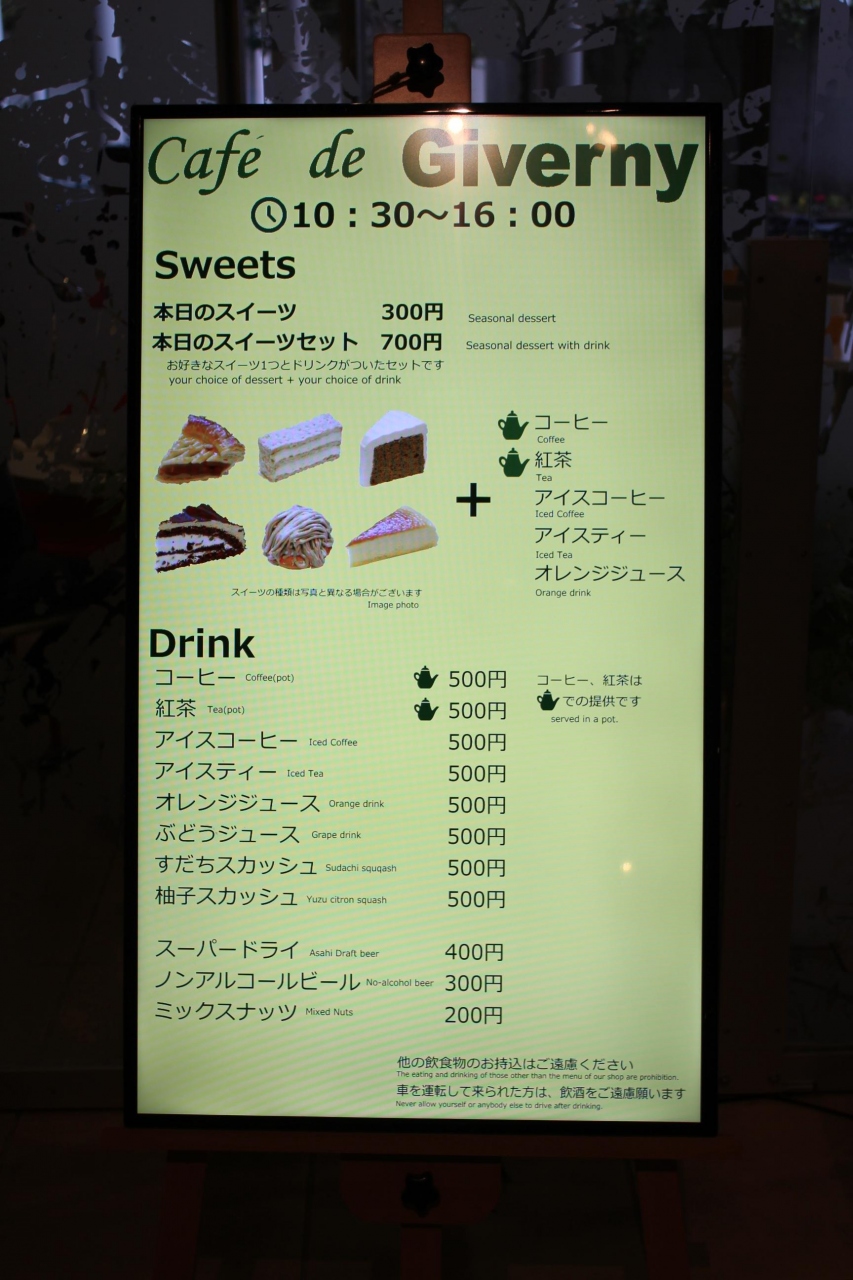 Café de Giverny
10：30～16：00
Sweets
本日のスイーツ 300円 Seasonal dessert
本日のスイーツセット 700円 Seasonal dessert with drink
お好きなスイーツ1つとドリンクがついたセットです
your choice of dessert + your choice of drink
+
コーヒー
Coffee
紅茶
Tea
アイスコーヒー
Iced Coffee
アイスティー
Iced Tea
オレンジジュース
Orange drink
スイーツの種類は写真と異なる場合がございます
Image photo
Drink
コーヒー Coffee(pot) 500円
紅茶 Tea(pot) 500円
コーヒー、紅茶は
での提供です
served in a pot.
アイスコーヒー Iced Coffee 500円
アイスティー Iced Tea 500円
オレンジジュース Orange drink 500円
ぶどうジュース Grape drink 500円
すだちスカッシュ Sudachi squqash 500円
柚子スカッシュ Yuzu citron squash 500円
スーパードライ Asahi Draft beer 400円
ノンアルコールビール No-alcohol beer 300円
ミックスナッツ Mixed Nuts 200円
他の飲食物のお持込はご遠慮ください
The eating and drinking of those other than the menu of our shop are prohibition.
車を運転して来られた方は、飲酒をご遠慮願います
Never allow yourself or anybody else to drive after drinking.